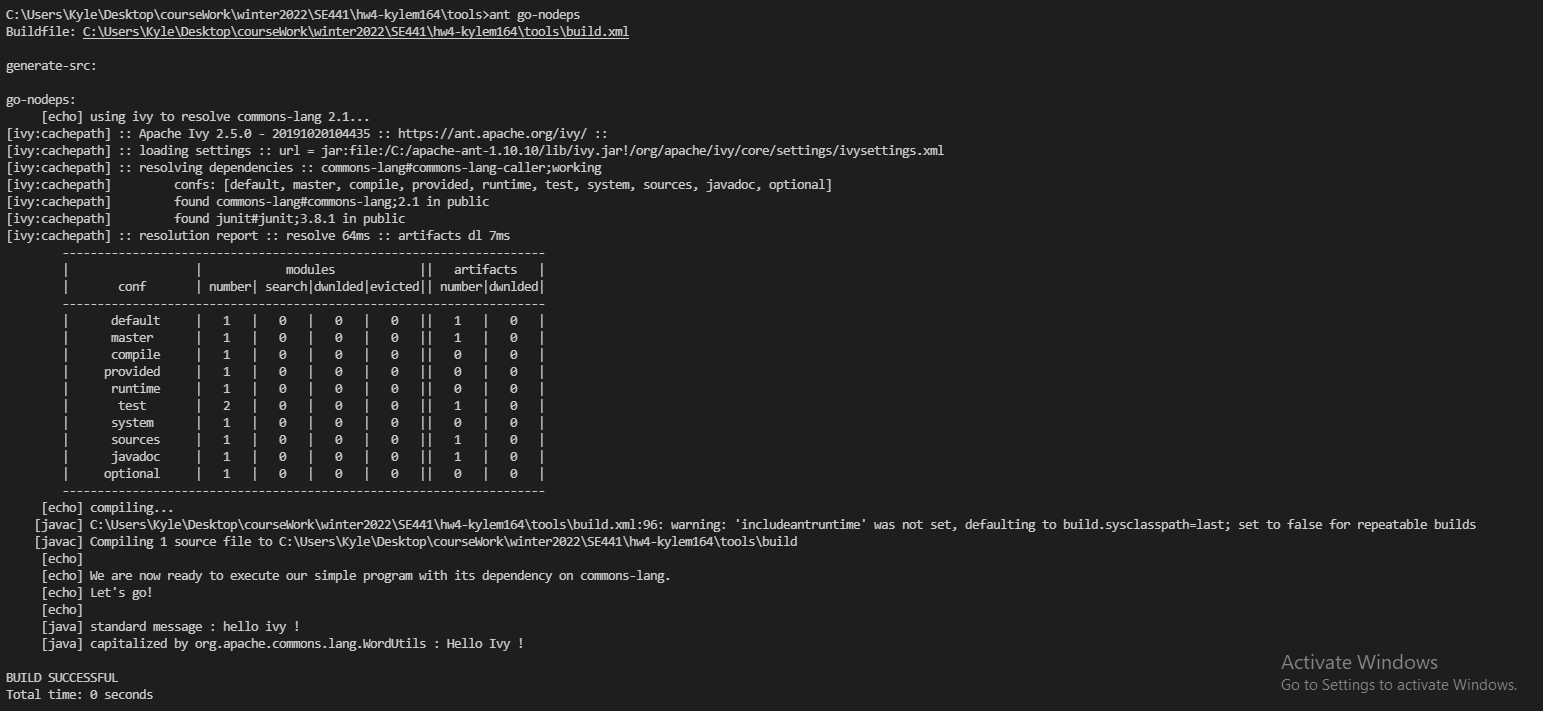 C:\Users\Kyle\Desktop\courseWork\winter2022\SE441\hw4-kylem164\tools>ant go-nodeps
Buildfile: C:\Users\Kyle\Desktop\courseWork\winter2022\SE441\hw4-kylem164\tools\build.xml

generate-src:

go-nodeps:
     [echo] using ivy to resolve commons-lang 2.1...
[ivy:cachepath] :: Apache Ivy 2.5.0 - 20191020104435 :: https://ant.apache.org/ivy/ ::
[ivy:cachepath] :: loading settings :: url = jar:file:/C:/apache-ant-1.10.10/lib/ivy.jar!/org/apache/ivy/core/settings/ivysettings.xml
[ivy:cachepath] :: resolving dependencies :: commons-lang#commons-lang-caller;working
[ivy:cachepath]         confs: [default, master, compile, provided, runtime, test, system, sources, javadoc, optional]
[ivy:cachepath]         found commons-lang#commons-lang;2.1 in public
[ivy:cachepath]         found junit#junit;3.8.1 in public
[ivy:cachepath] :: resolution report :: resolve 64ms :: artifacts dl 7ms
        ---------------------------------------------------------------------
        |                  |            modules            ||   artifacts   |
        |       conf       | number| search|dwnlded|evicted|| number|dwnlded|
        ---------------------------------------------------------------------
        |      default     |   1   |   0   |   0   |   0   ||   1   |   0   |
        |      master      |   1   |   0   |   0   |   0   ||   1   |   0   |
        |      compile     |   1   |   0   |   0   |   0   ||   0   |   0   |
        |     provided     |   1   |   0   |   0   |   0   ||   0   |   0   |
        |      runtime     |   1   |   0   |   0   |   0   ||   0   |   0   |
        |       test       |   2   |   0   |   0   |   0   ||   1   |   0   |
        |      system      |   1   |   0   |   0   |   0   ||   0   |   0   |
        |      sources     |   1   |   0   |   0   |   0   ||   1   |   0   |
        |      javadoc     |   1   |   0   |   0   |   0   ||   1   |   0   |
        |     optional     |   1   |   0   |   0   |   0   ||   0   |   0   |
        ---------------------------------------------------------------------
     [echo] compiling...
    [javac] C:\Users\Kyle\Desktop\courseWork\winter2022\SE441\hw4-kylem164\tools\build.xml:96: warning: 'includeantruntime' was not set, defaulting to build.sysclasspath=last; set to false for repeatable builds
    [javac] Compiling 1 source file to C:\Users\Kyle\Desktop\courseWork\winter2022\SE441\hw4-kylem164\tools\build
     [echo]
     [echo] We are now ready to execute our simple program with its dependency on commons-lang.
     [echo] Let's go!
     [echo]
     [java] standard message : hello ivy !
     [java] capitalized by org.apache.commons.lang.WordUtils : Hello Ivy !

BUILD SUCCESSFUL
Total time: 0 seconds
Activate Windows
Go to Settings to activate Windows.